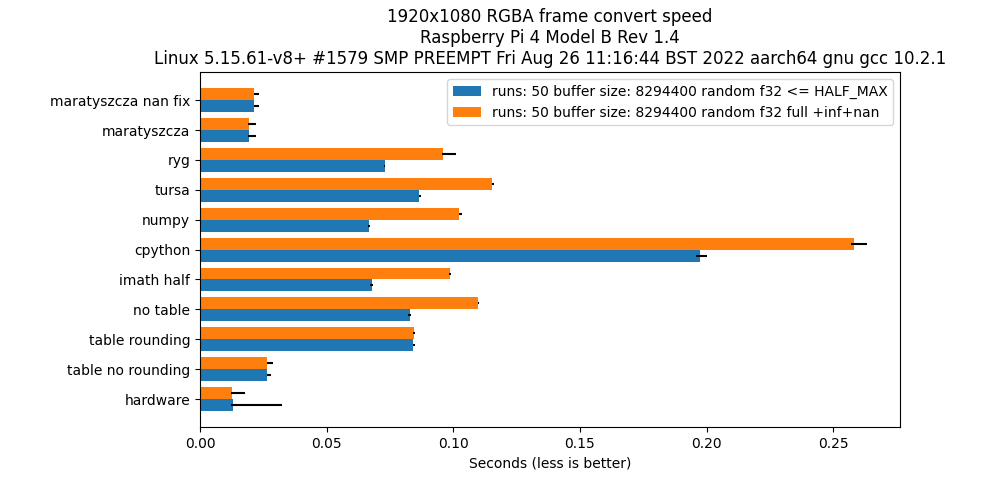 1920x1080 RGBA frame convert speed
Raspberry Pi 4 Model B Rev 1.4
Linux 5.15.61-v8+ #1579 SMP PREEMPT Fri Aug 26 11:16:44 BST 2022 aarch64 gnu gcc 10.2.1
runs: 50 buffer size: 8294400 random f32 <= HALF_MAX
runs: 50 buffer size: 8294400 random f32 full +inf+nan
maratyszcza nan fix
maratyszcza
ryg
tursa
numpy
cpython
imath half
no table
table rounding
table no rounding
hardware
0.00 0.05 0.10 0.15 0.20 0.25
Seconds (less is better)